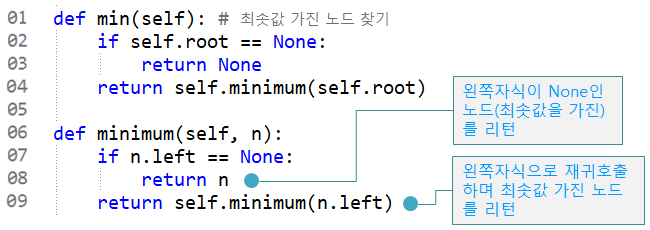 01 def min(self): # 최솟값 가진 노드 찾기
02     if self.root == None:
03         return None
04     return self.minimum(self.root)
05
06 def minimum(self, n):
07     if n.left == None:
08         return n
09     return self.minimum(n.left)
왼쪽자식이 None인
노드(최솟값을 가진)
를 리턴
왼쪽자식으로 재귀호출
하며 최솟값 가진 노드
를 리턴